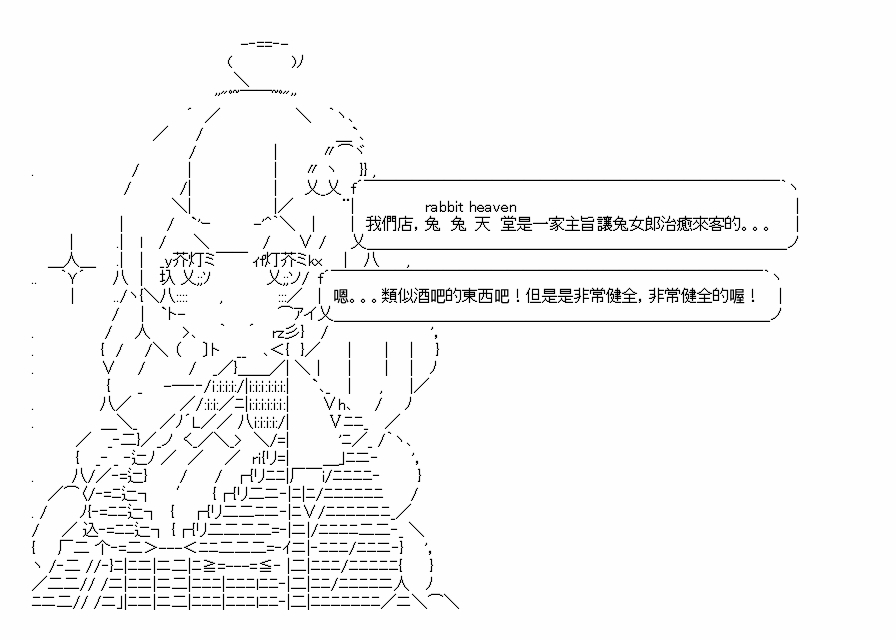 rabbit heaven
我們店，兔 兔 天 堂是一家主旨讓兔女郎治癒來客的。。。
嗯。。。類似酒吧的東西吧！但是是非常健全，非常健全的喔！